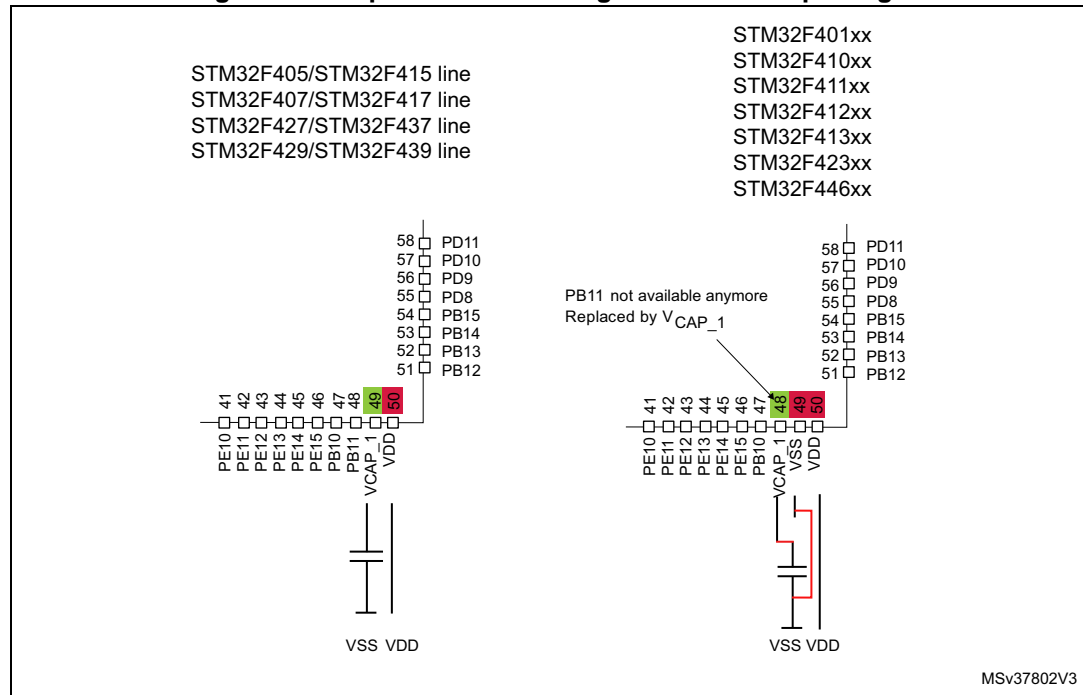 STM32F405/STM32F415 line
STM32F407/STM32F417 line
STM32F427/STM32F437 line
STM32F429/STM32F439 line
58 PD11
57 PD10
56 PD9
55 PD8
54 PB15
53 PB14
52 PB13
51 PB12
41 42 43 44 45 46 47 48 49 50
PE10 PE11 PE12 PE13 PE14 PE15 PB10 PB11 VCAP_1 VDD
VSS VDD
STM32F401xx
STM32F410xx
STM32F411xx
STM32F412xx
STM32F413xx
STM32F423xx
STM32F446xx
58 PD11
57 PD10
56 PD9
55 PD8
54 PB15
53 PB14
52 PB13
51 PB12
PB11 not available anymore
Replaced by VCAP_1
41 42 43 44 45 46 47 48 49 50
PE10 PE11 PE12 PE13 PE14 PE15 PB10 VCAP_1 VSS VDD
VSS VDD
MSv37802V3